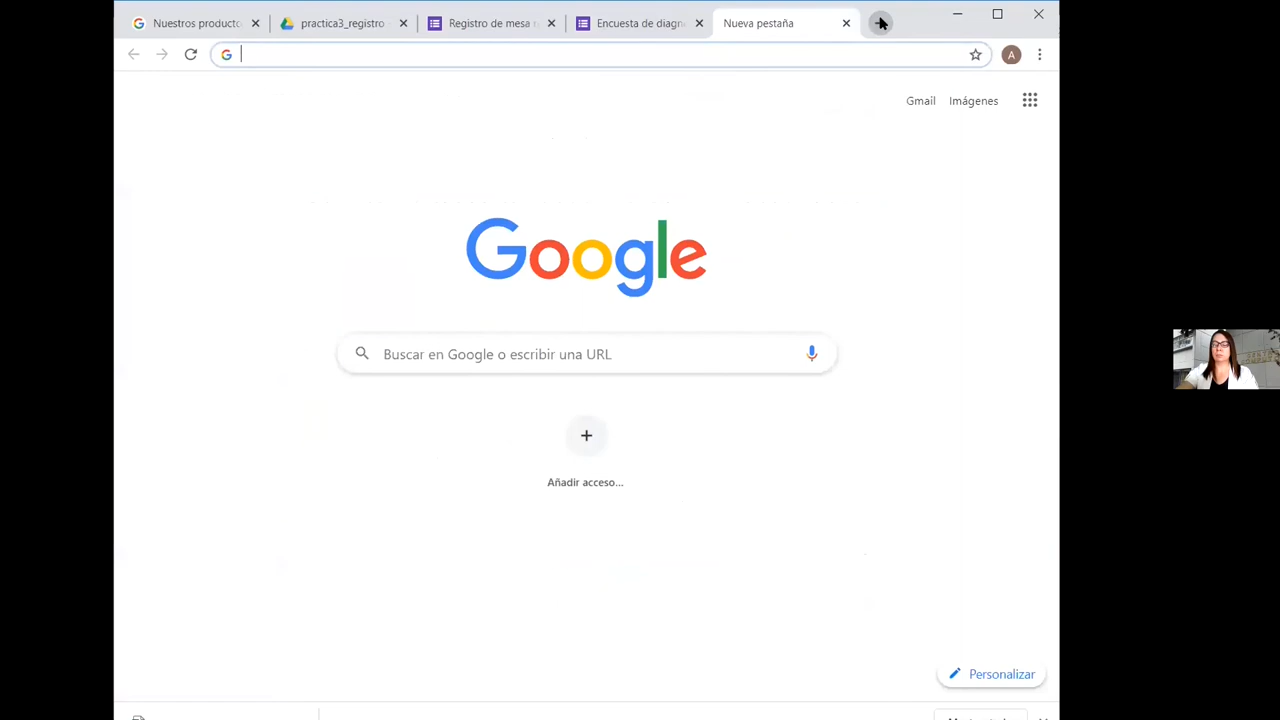 Nuestros producto
practica3_registro
Registro de mesa
Encuesta de diagn
Nueva pestaña
A
Gmail
Imágenes
Google
Buscar en Google o escribir una URL
Añadir acceso...
Personalizar